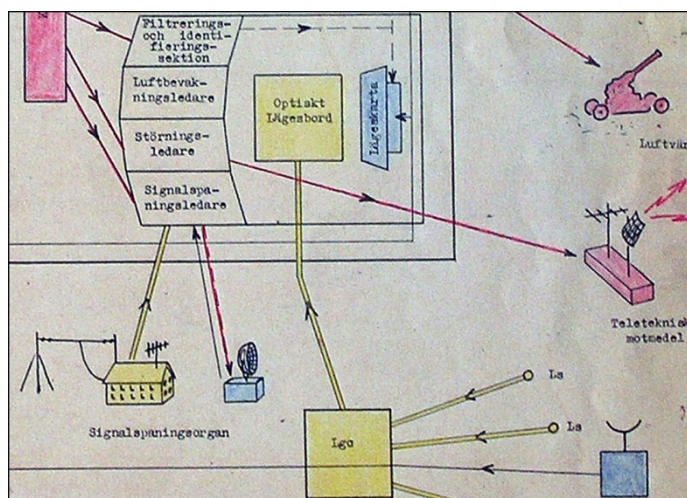 Filtrerings-
och identi-
fierings-
sektion
Luftbevak-
ningsledare
Störnings-
ledare
Signalspa-
ningsledare
Optiskt
Lägesbord
Lägeskarta
Luftvär
Teletekniska
motmedel
Signalspaningsorgan
Lgc
Ls
Ls